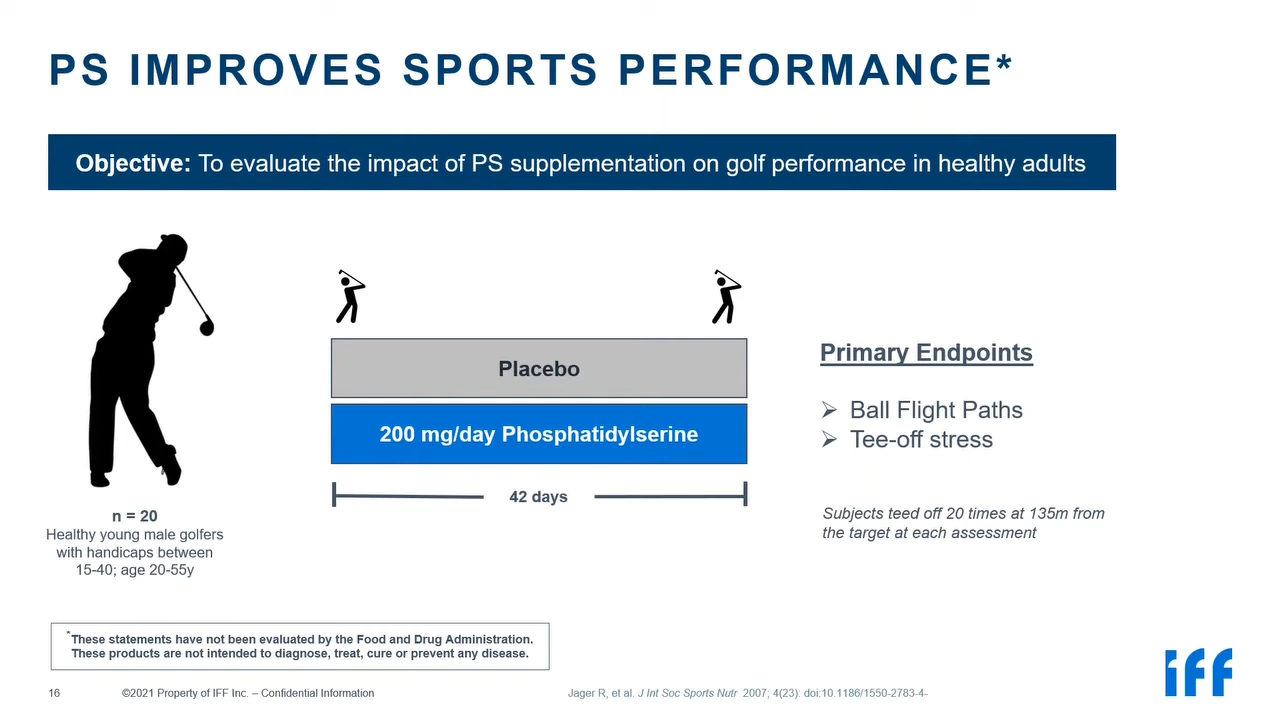 PS IMPROVES SPORTS PERFORMANCE*
Objective: To evaluate the impact of PS supplementation on golf performance in healthy adults
Placebo
200 mg/day Phosphatidylserine
42 days
n = 20
Healthy young male golfers
with handicaps between
15-40; age 20-55y
Primary Endpoints
Ball Flight Paths
Tee-off stress
Subjects teed off 20 times at 135m from
the target at each assessment
*These statements have not been evaluated by the Food and Drug Administration.
These products are not intended to diagnose, treat, cure or prevent any disease.
16
©2021 Property of IFF Inc. – Confidential Information
Jager R, et al. J Int Soc Sports Nutr 2007; 4(23). doi:10.1186/1550-2783-4-
iff